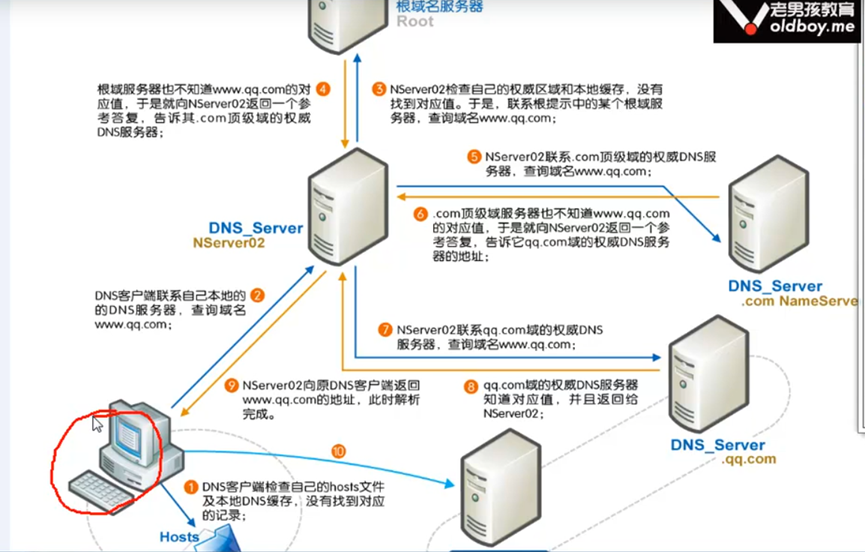 根域名服务器
Root
老男孩教育
oldboy.me
根域服务器也不知道www.qq.com的对
应值，于是就向NServer02返回一个参
考答复，告诉其.com顶级域的权威
DNS服务器；
4
3
NServer02检查自己的权威区域和本地缓存，没有
找到对应值。于是，联系根提示中的某个根服
务器，查询域名www.qq.com；
5
NServer02联系.com顶级域的权威DNS服
务器，查询域名www.qq.com；
6
.com顶级域服务器也不知道www.qq.com
的对应值，于是就向NServer02返回一个参
考答复，告诉它qq.com域的权威DNS服务
器的地址；
DNS_Server
NServer02
DNS_Server
.com NameServe
DNS客户端联系自己本地的
的DNS服务器，查询域名
www.qq.com；
2
7
NServer02联系qq.com域的权威DNS
服务器，查询域名www.qq.com；
9
NServer02向原DNS客户端返回
www.qq.com的地址，此时解析
完成。
8
qq.com域的权威DNS服务器
知道对应值，并且返回给
NServer02；
DNS_Server
.qq.com
10
1
DNS客户端检查自己的hosts文件
及本地DNS缓存，没有找到对应
的记录；
Hosts